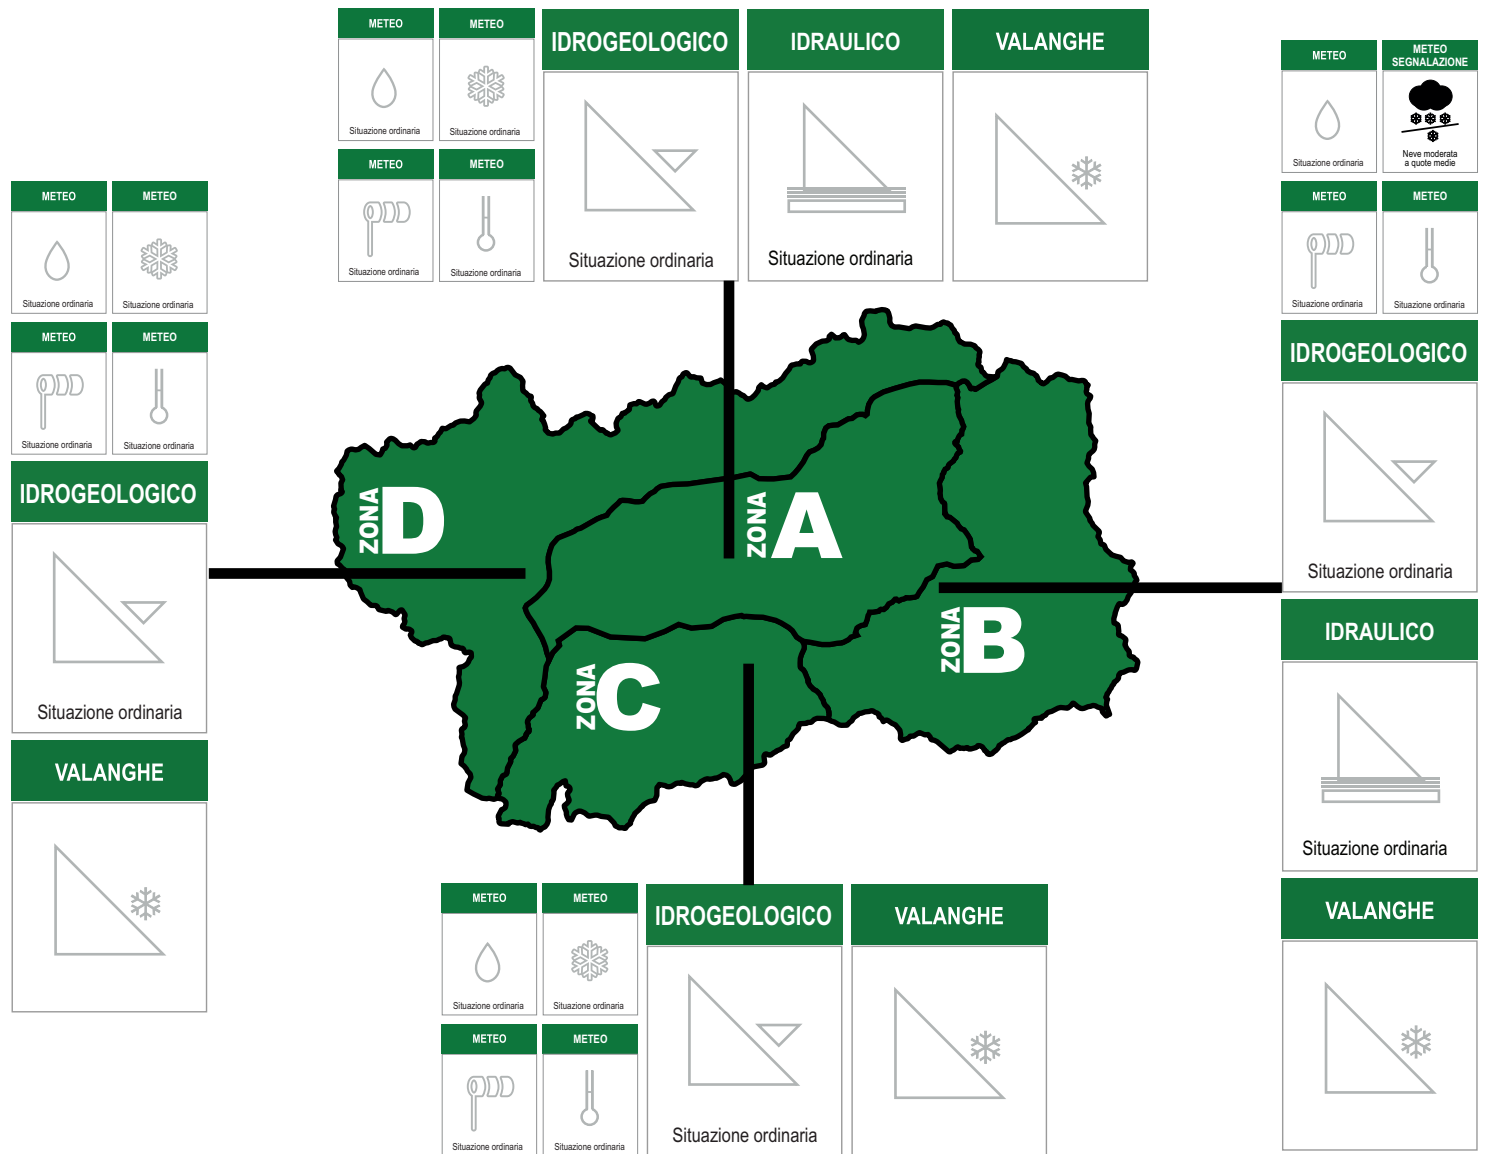 METEO
METEO
Situazione ordinaria
Situazione ordinaria
METEO
METEO
Situazione ordinaria
Situazione ordinaria
IDROGEOLOGICO
Situazione ordinaria
IDRAULICO
Situazione ordinaria
VALANGHE
METEO
METEO
SEGNALAZIONE
Situazione ordinaria
Neve moderata
a quote medie
METEO
METEO
Situazione ordinaria
Situazione ordinaria
IDROGEOLOGICO
Situazione ordinaria
IDRAULICO
Situazione ordinaria
VALANGHE
METEO
METEO
Situazione ordinaria
Situazione ordinaria
METEO
METEO
Situazione ordinaria
Situazione ordinaria
IDROGEOLOGICO
Situazione ordinaria
VALANGHE
ZONA D
ZONA A
ZONA B
ZONA C
METEO
METEO
Situazione ordinaria
Situazione ordinaria
METEO
METEO
Situazione ordinaria
Situazione ordinaria
IDROGEOLOGICO
Situazione ordinaria
VALANGHE